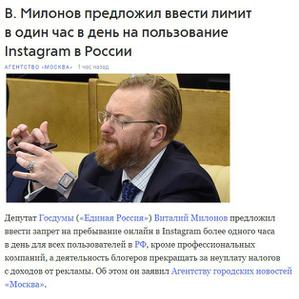 В. Милонов предложил ввести лимит
в один час в день на пользование
Instagram в России
АГЕНТСТВО «МОСКВА» 1 час назад
Депутат Госдумы («Единая Россия») Виталий Милонов предложил
ввести запрет на пребывание онлайн в Instagram более одного часа
в день для всех пользователей в РФ, кроме профессиональных
компаний, а деятельность блогеров прекращать за неуплату налогов
с доходов от рекламы. Об этом он заявил Агентству городских новостей
«Москва».